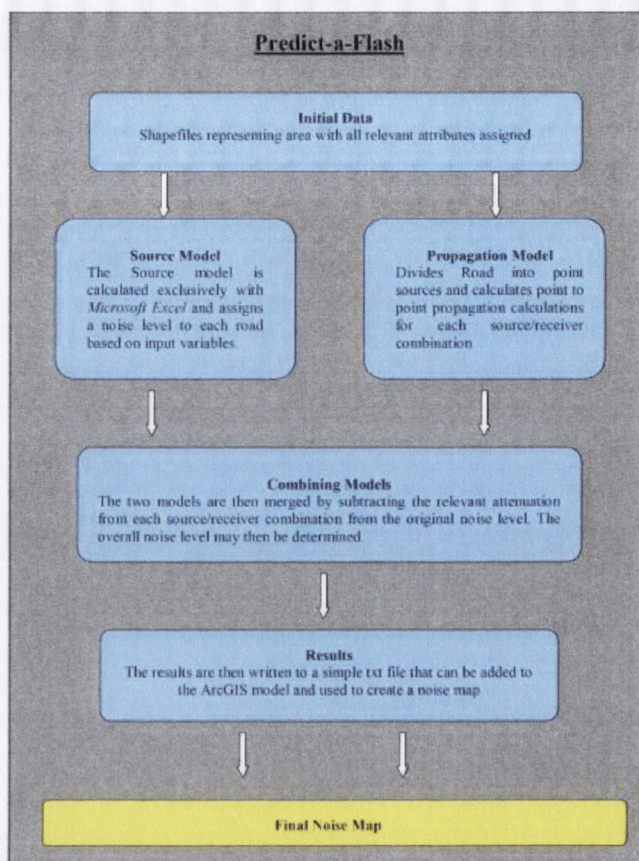 Predict-a-Flash
Initial Data
Shapefiles representing area with all relevant attributes assigned
Source Model
The Source model is
calculated exclusively with
Microsoft Excel and assigns
a noise level to each road
based on input variables.
Propagation Model
Divides Road into point
sources and calculates point to
point propagation calculations
for each source/receiver
combination
Combining Models
The two models are then merged by subtracting the relevant attenuation
from each source/receiver combination from the original noise level. The
overall noise level may then be determined.
Results
The results are then written to a simple txt file that can be added to
the ArcGIS model and used to create a noise map
Final Noise Map